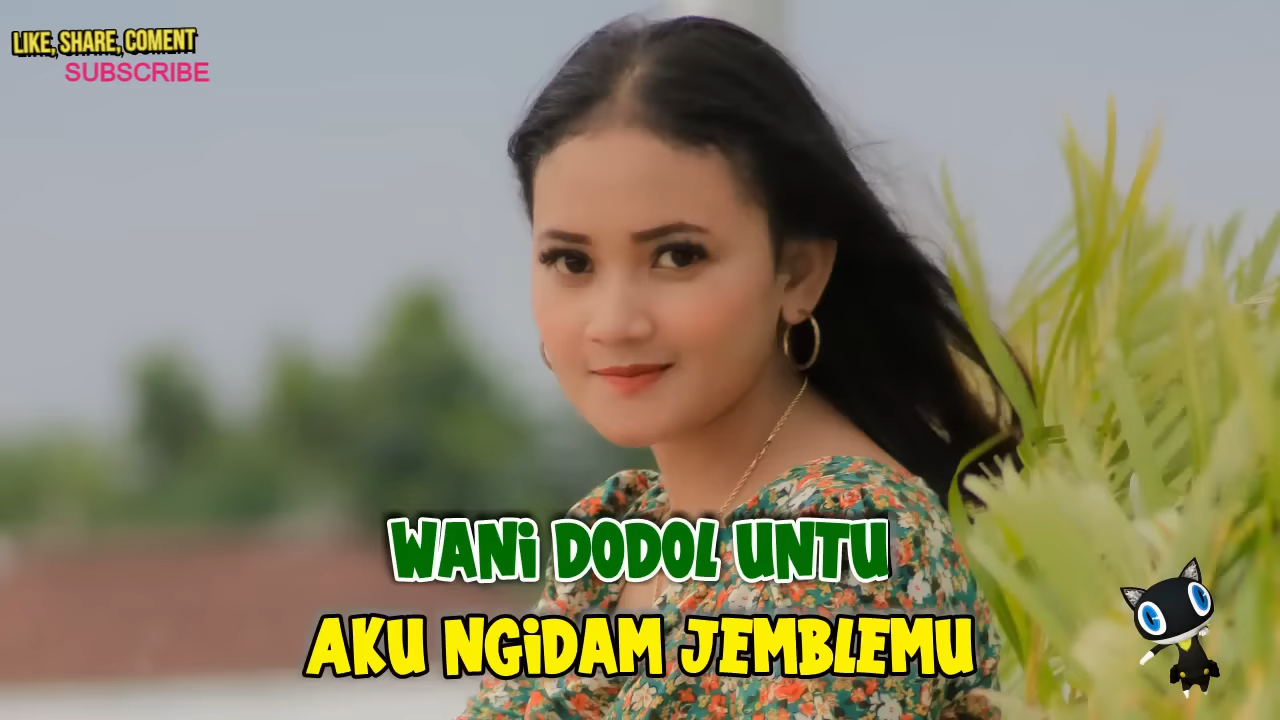 LIKE, SHARE, COMENT
SUBSCRIBE
WANi DODOL UNTU
AKU NGiDAM JEMBLEMU